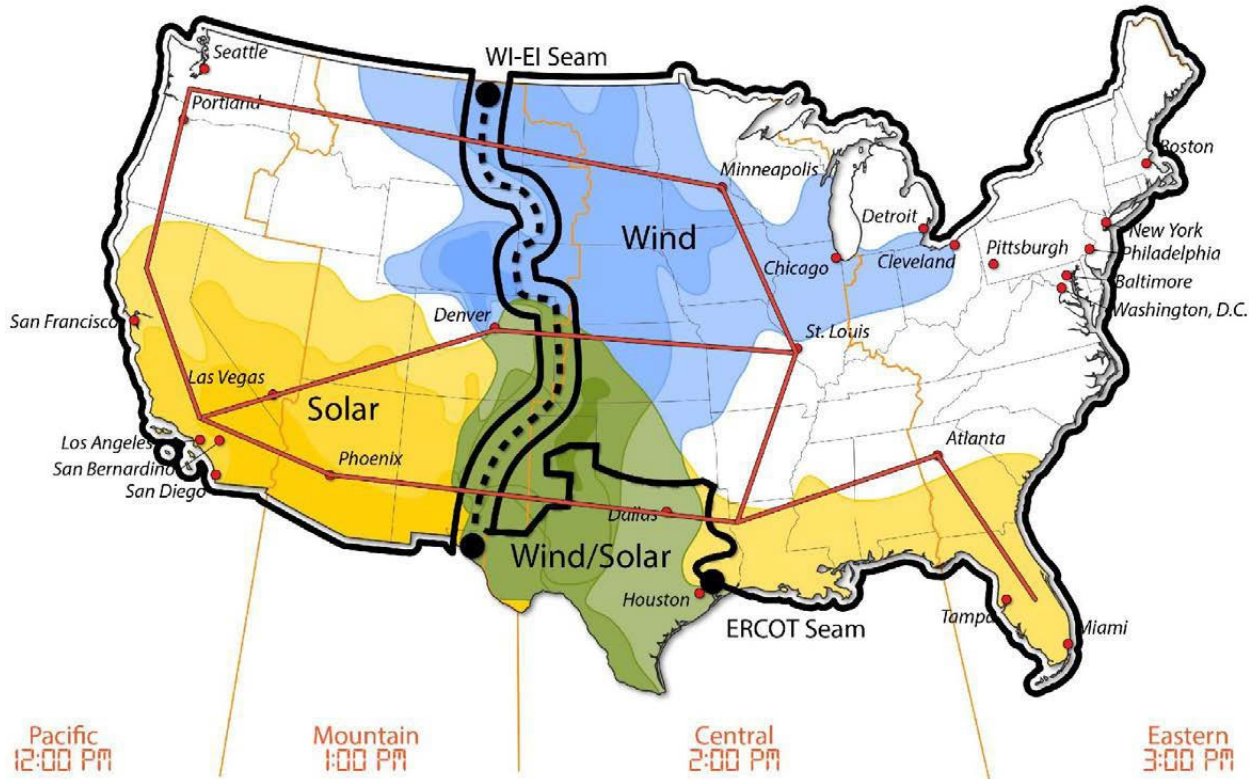 Seattle
WI-EI Seam
Portland
Boston
Minneapolis
Detroit
New York
Wind
Pittsburgh
Philadelphia
Chicago
Cleveland
Baltimore
Denver
Washington, D.C.
San Francisco
St. Louis
Las Vegas
Solar
Los Angeles
Atlanta
San Bernardino
Phoenix
San Diego
Dallas
Wind/Solar
Houston
Tampa
ERCOT Seam
Miami
Pacific
Mountain
Central
Eastern
12:00 PM
1:00 PM
2:00 PM
3:00 PM